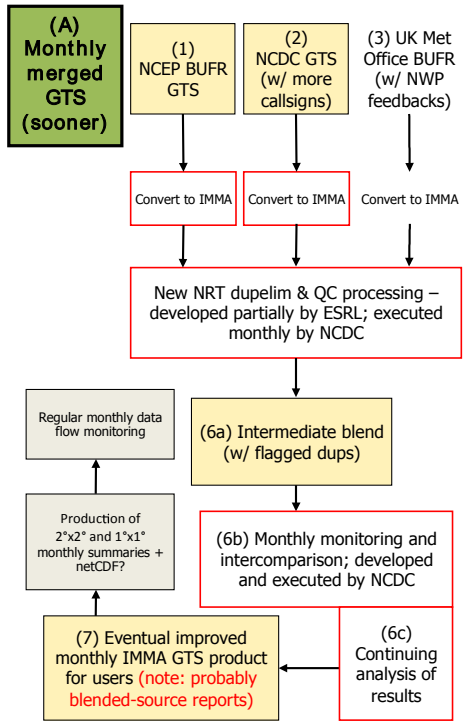 (A)
Monthly
merged
GTS
(sooner)
(1)
NCEP BUFR
GTS
(2)
NCDC GTS
(w/ more
callsigns)
(3) UK Met
Office BUFR
(w/ NWP
feedbacks)
Convert to IMMA
Convert to IMMA
Convert to IMMA
New NRT dupelim & QC processing –
developed partially by ESRL; executed
monthly by NCDC
Regular monthly data
flow monitoring
(6a) Intermediate blend
(w/ flagged dups)
Production of
2°x2° and 1°x1°
monthly summaries +
netCDF?
(6b) Monthly monitoring and
intercomparison; developed
and executed by NCDC
(6c)
Continuing
analysis of
results
(7) Eventual improved
monthly IMMA GTS product
for users (note: probably
blended-source reports)